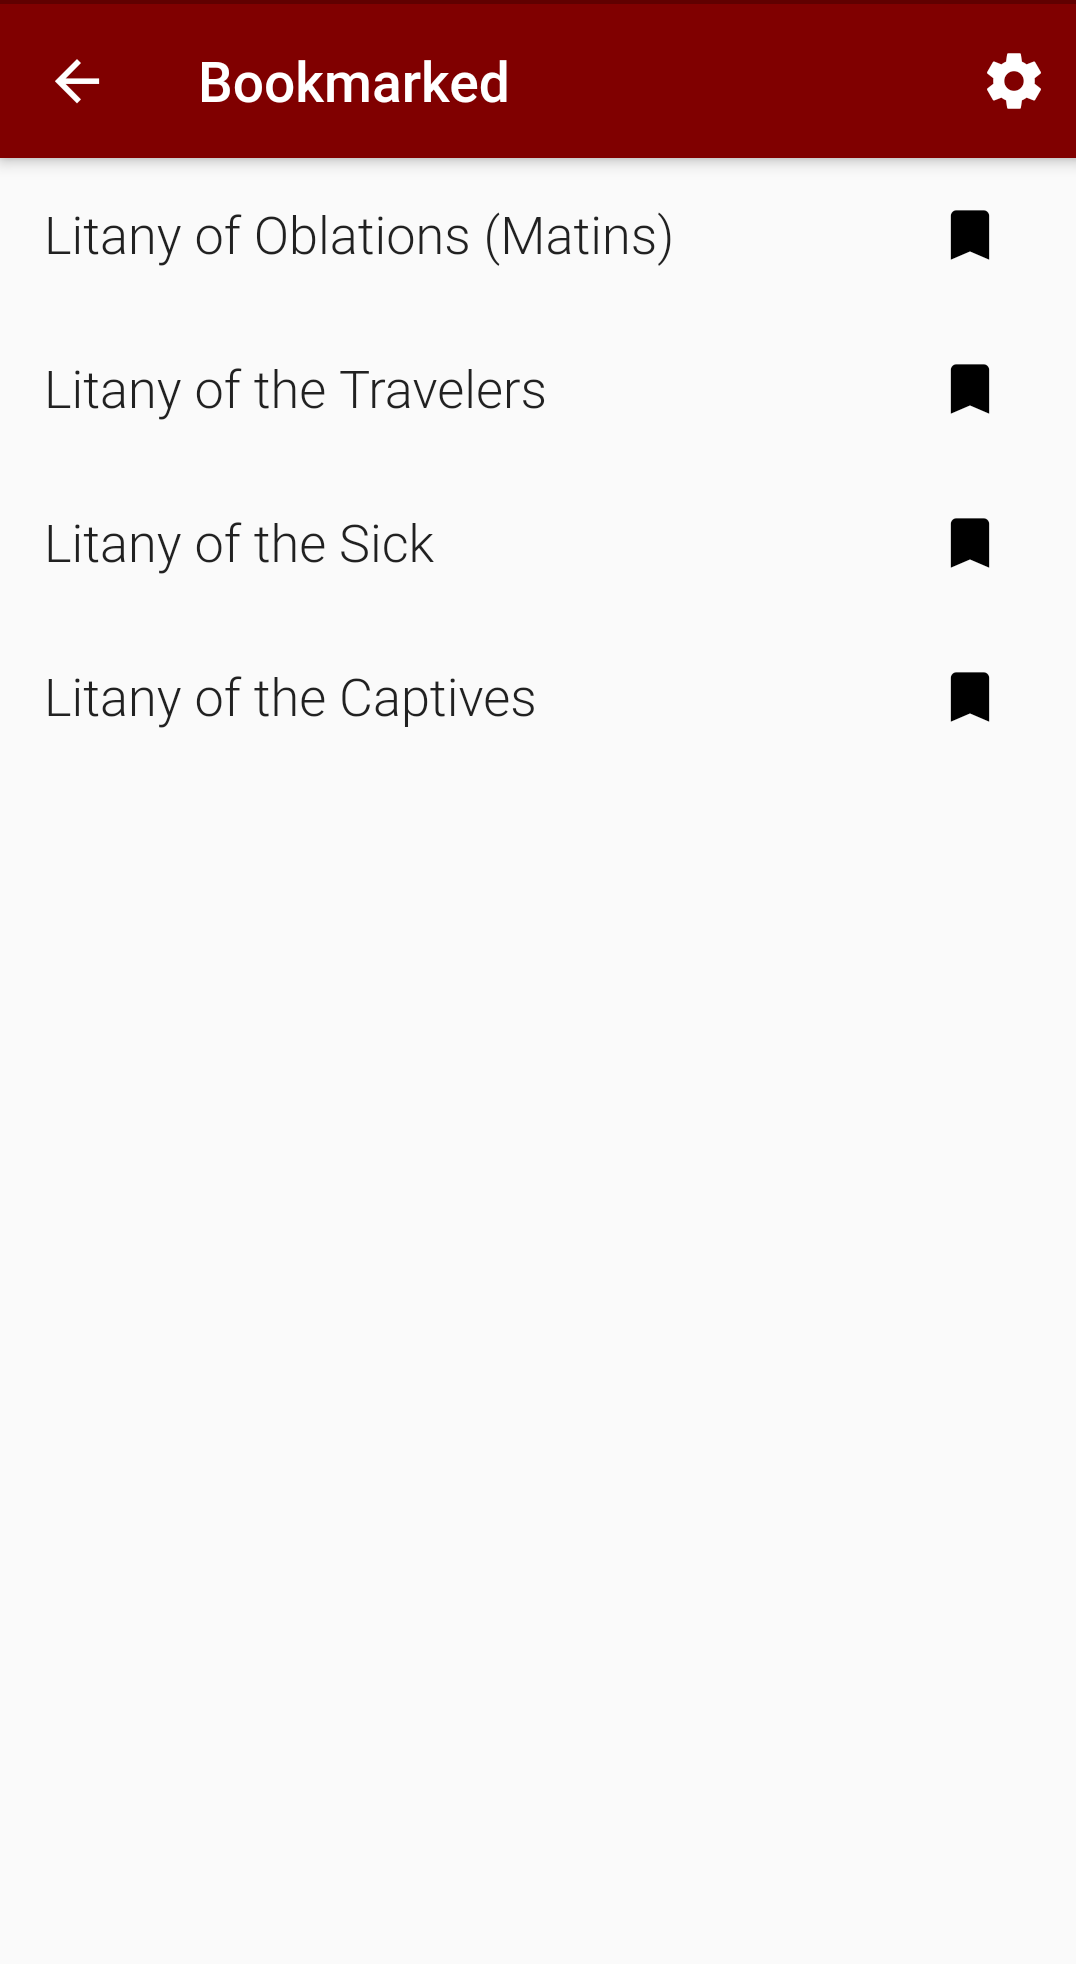 Bookmarked
Litany of Oblations (Matins)
Litany of the Travelers
Litany of the Sick
Litany of the Captives